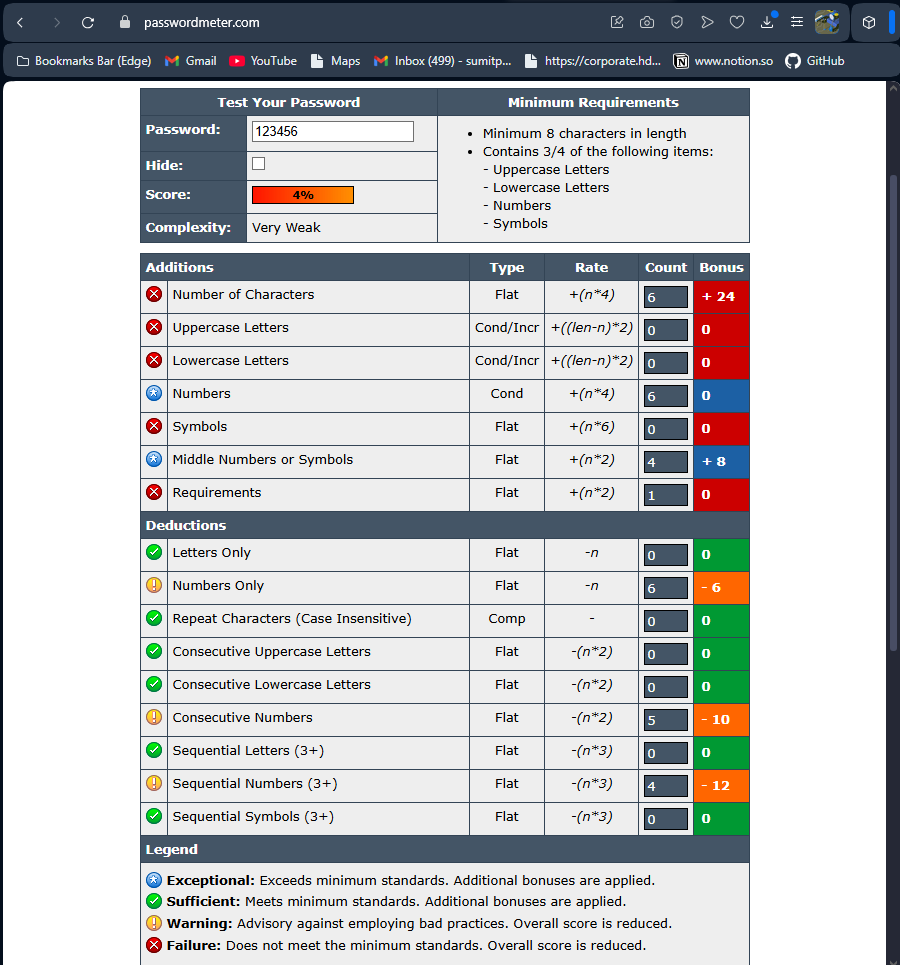 passwordmeter.com
Bookmarks Bar (Edge) Gmail YouTube Maps Inbox (499) - sumitp... https://corporate.hd... www.notion.so GitHub
Test Your Password Minimum Requirements
Password: 123456
Hide:
Score: 4%
Complexity: Very Weak
• Minimum 8 characters in length
• Contains 3/4 of the following items:
- Uppercase Letters
- Lowercase Letters
- Numbers
- Symbols
Additions Type Rate Count Bonus
Number of Characters Flat +(n*4) 6 + 24
Uppercase Letters Cond/Incr +((len-n)*2) 0 0
Lowercase Letters Cond/Incr +((len-n)*2) 0 0
Numbers Cond +(n*4) 6 0
Symbols Flat +(n*6) 0 0
Middle Numbers or Symbols Flat +(n*2) 4 + 8
Requirements Flat +(n*2) 1 0
Deductions
Letters Only Flat -n 0 0
Numbers Only Flat -n 6 - 6
Repeat Characters (Case Insensitive) Comp - 0 0
Consecutive Uppercase Letters Flat -(n*2) 0 0
Consecutive Lowercase Letters Flat -(n*2) 0 0
Consecutive Numbers Flat -(n*2) 5 - 10
Sequential Letters (3+) Flat -(n*3) 0 0
Sequential Numbers (3+) Flat -(n*3) 4 - 12
Sequential Symbols (3+) Flat -(n*3) 0 0
Legend
Exceptional: Exceeds minimum standards. Additional bonuses are applied.
Sufficient: Meets minimum standards. Additional bonuses are applied.
Warning: Advisory against employing bad practices. Overall score is reduced.
Failure: Does not meet the minimum standards. Overall score is reduced.